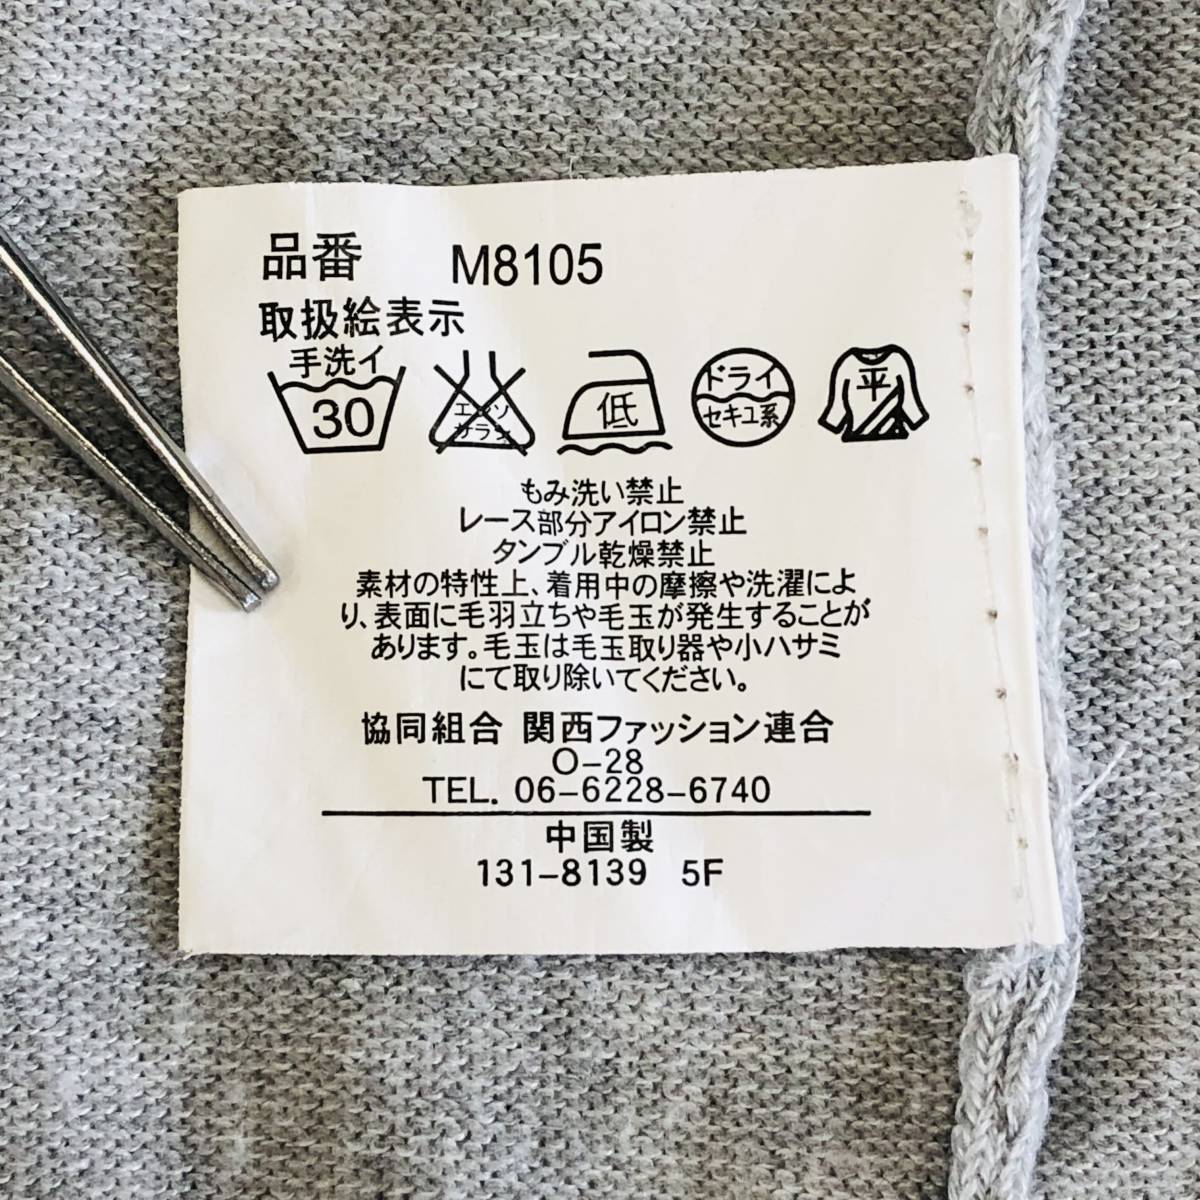 品番 M8105
取扱絵表示
手洗イ
30
エンソ
サラシ
低
ドライ
セキユ系
平
もみ洗い禁止
レース部分アイロン禁止
タンブル乾燥禁止
素材の特性上、着用中の摩擦や洗濯によ
り、表面に毛羽立ちや毛玉が発生することが
あります。毛玉は毛玉取り器や小ハサミ
にて取り除いてください。
協同組合 関西ファッション連合
O-28
TEL. 06-6228-6740
中国製
131-8139 5F